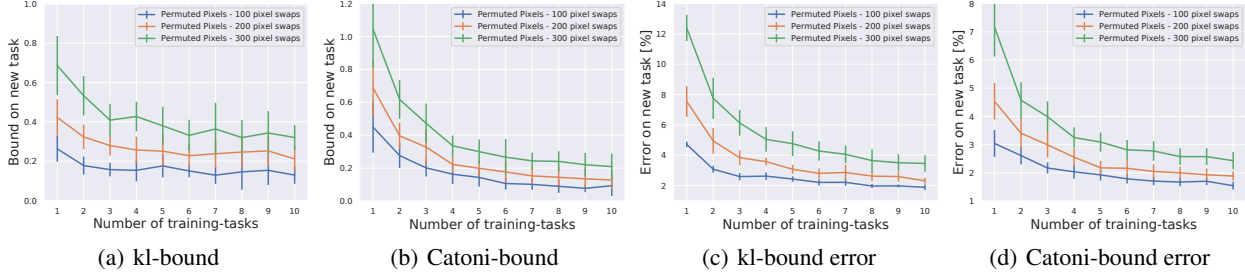 Bound on new task
1.0
0.8
0.6
0.4
0.2
0.0
1 2 3 4 5 6 7 8 9 10
Number of training-tasks
Permuted Pixels - 100 pixel swaps
Permuted Pixels - 200 pixel swaps
Permuted Pixels - 300 pixel swaps
(a) kl-bound
Bound on new task
1.2
1.0
0.8
0.6
0.4
0.2
0.0
1 2 3 4 5 6 7 8 9 10
Number of training-tasks
Permuted Pixels - 100 pixel swaps
Permuted Pixels - 200 pixel swaps
Permuted Pixels - 300 pixel swaps
(b) Catoni-bound
Error on new task [%]
14
12
10
8
6
4
2
1 2 3 4 5 6 7 8 9 10
Number of training-tasks
Permuted Pixels - 100 pixel swaps
Permuted Pixels - 200 pixel swaps
Permuted Pixels - 300 pixel swaps
(c) kl-bound error
Error on new task [%]
8
7
6
5
4
3
2
1
1 2 3 4 5 6 7 8 9 10
Number of training-tasks
Permuted Pixels - 100 pixel swaps
Permuted Pixels - 200 pixel swaps
Permuted Pixels - 300 pixel swaps
(d) Catoni-bound error